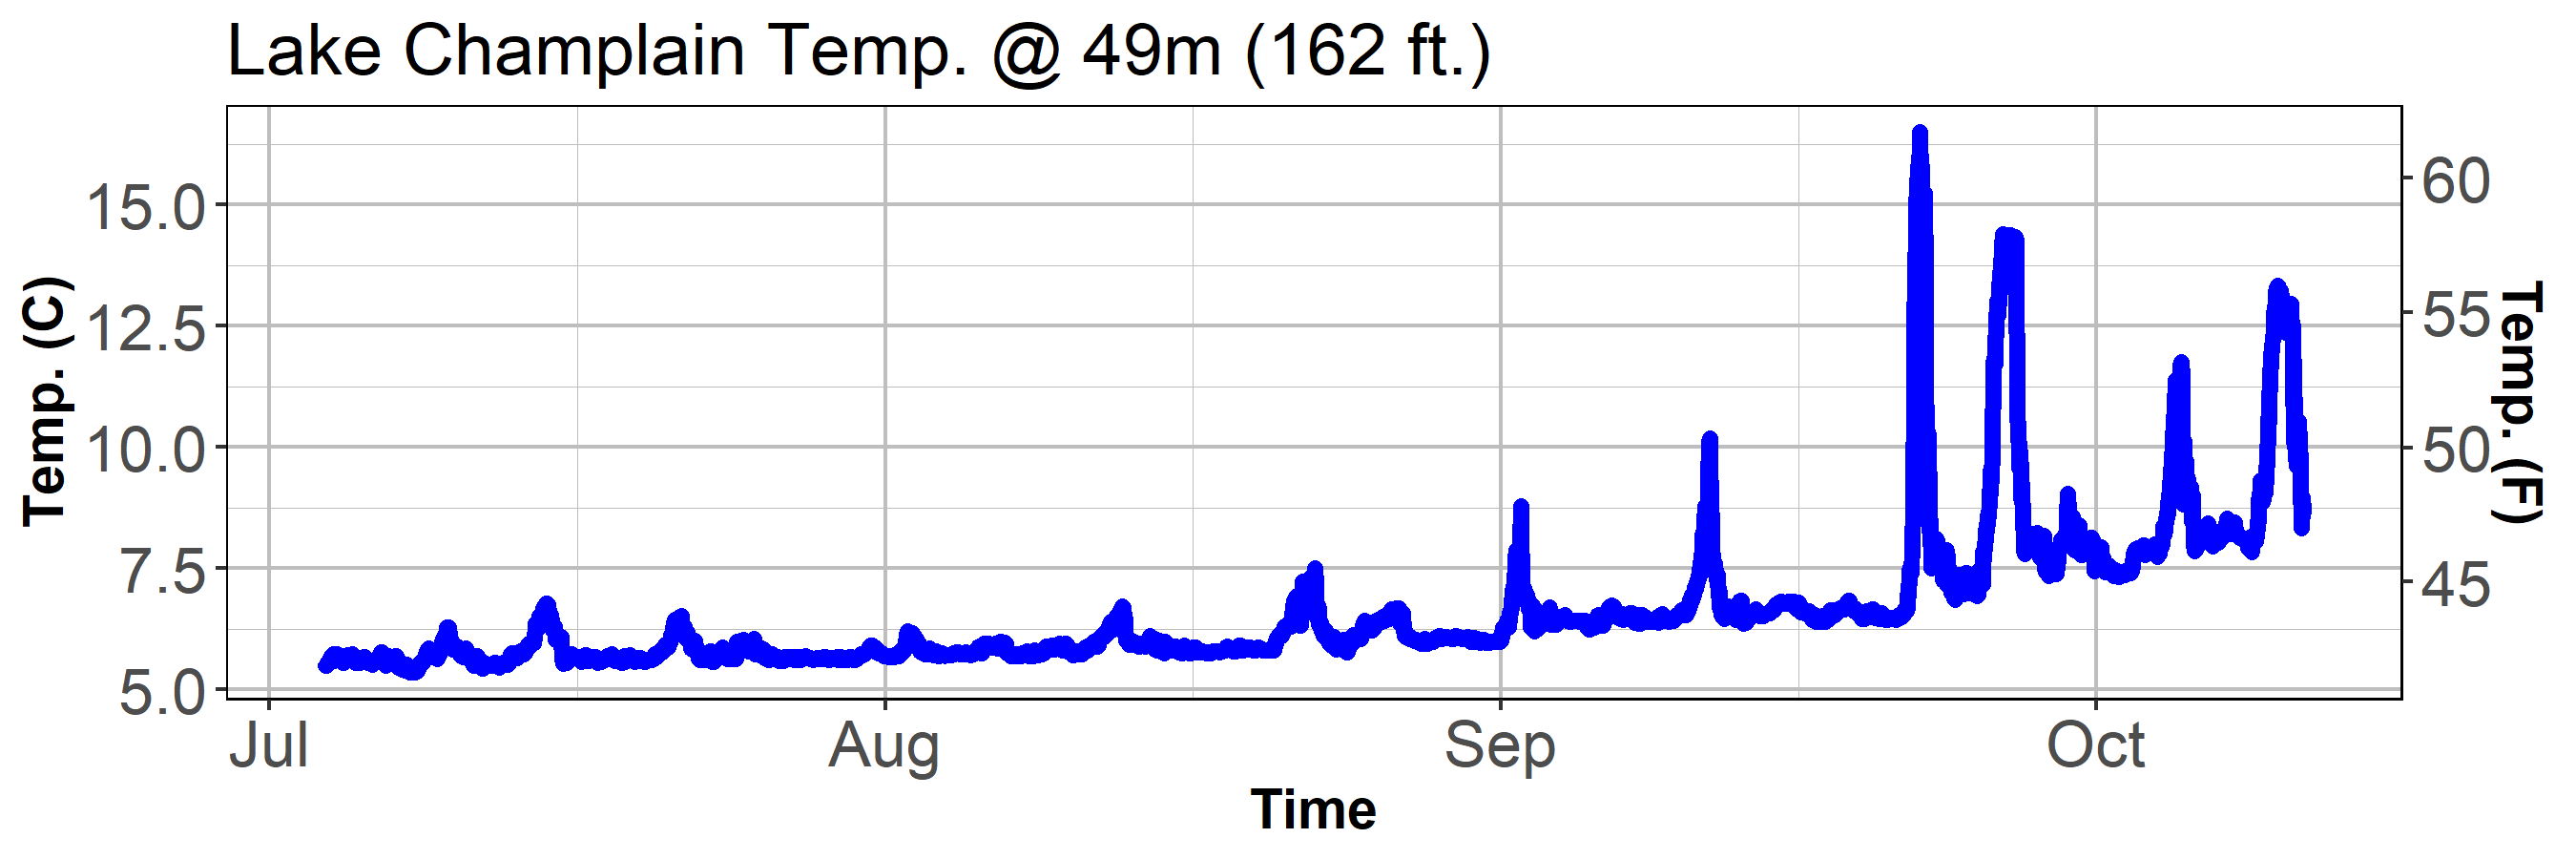 Lake Champlain Temp. @ 49m (162 ft.)
Temp. (C)
15.0
12.5
10.0
7.5
5.0
60
55
50
45
Temp. (F)
Jul Aug Sep Oct
Time